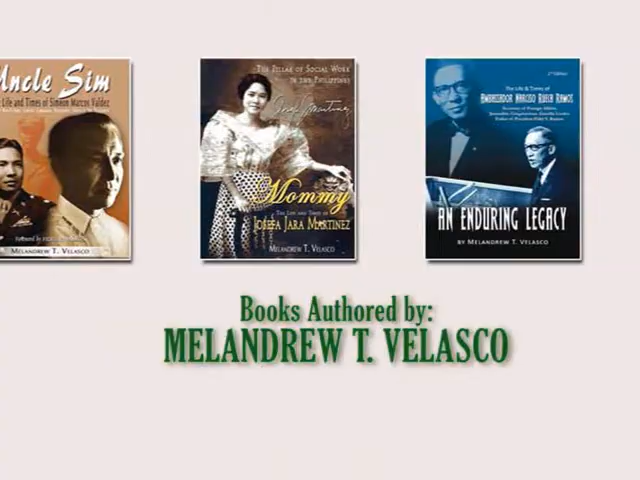 Uncle Sim
Life and Times of Simeon Marcos Valdez
MELANDREW T. VELASCO
THE PILLAR OF SOCIAL WORK
IN THE PHILIPPINES
Mommy
THE LIFE AND TIMES OF
JOSEFA JARA MARTINEZ
MELANDREW T. VELASCO
The Life & Times of
AMBASSADOR NARCISO RUECA RAMOS
AN ENDURING LEGACY
BY MELANDREW T. VELASCO
Books Authored by:
MELANDREW T. VELASCO